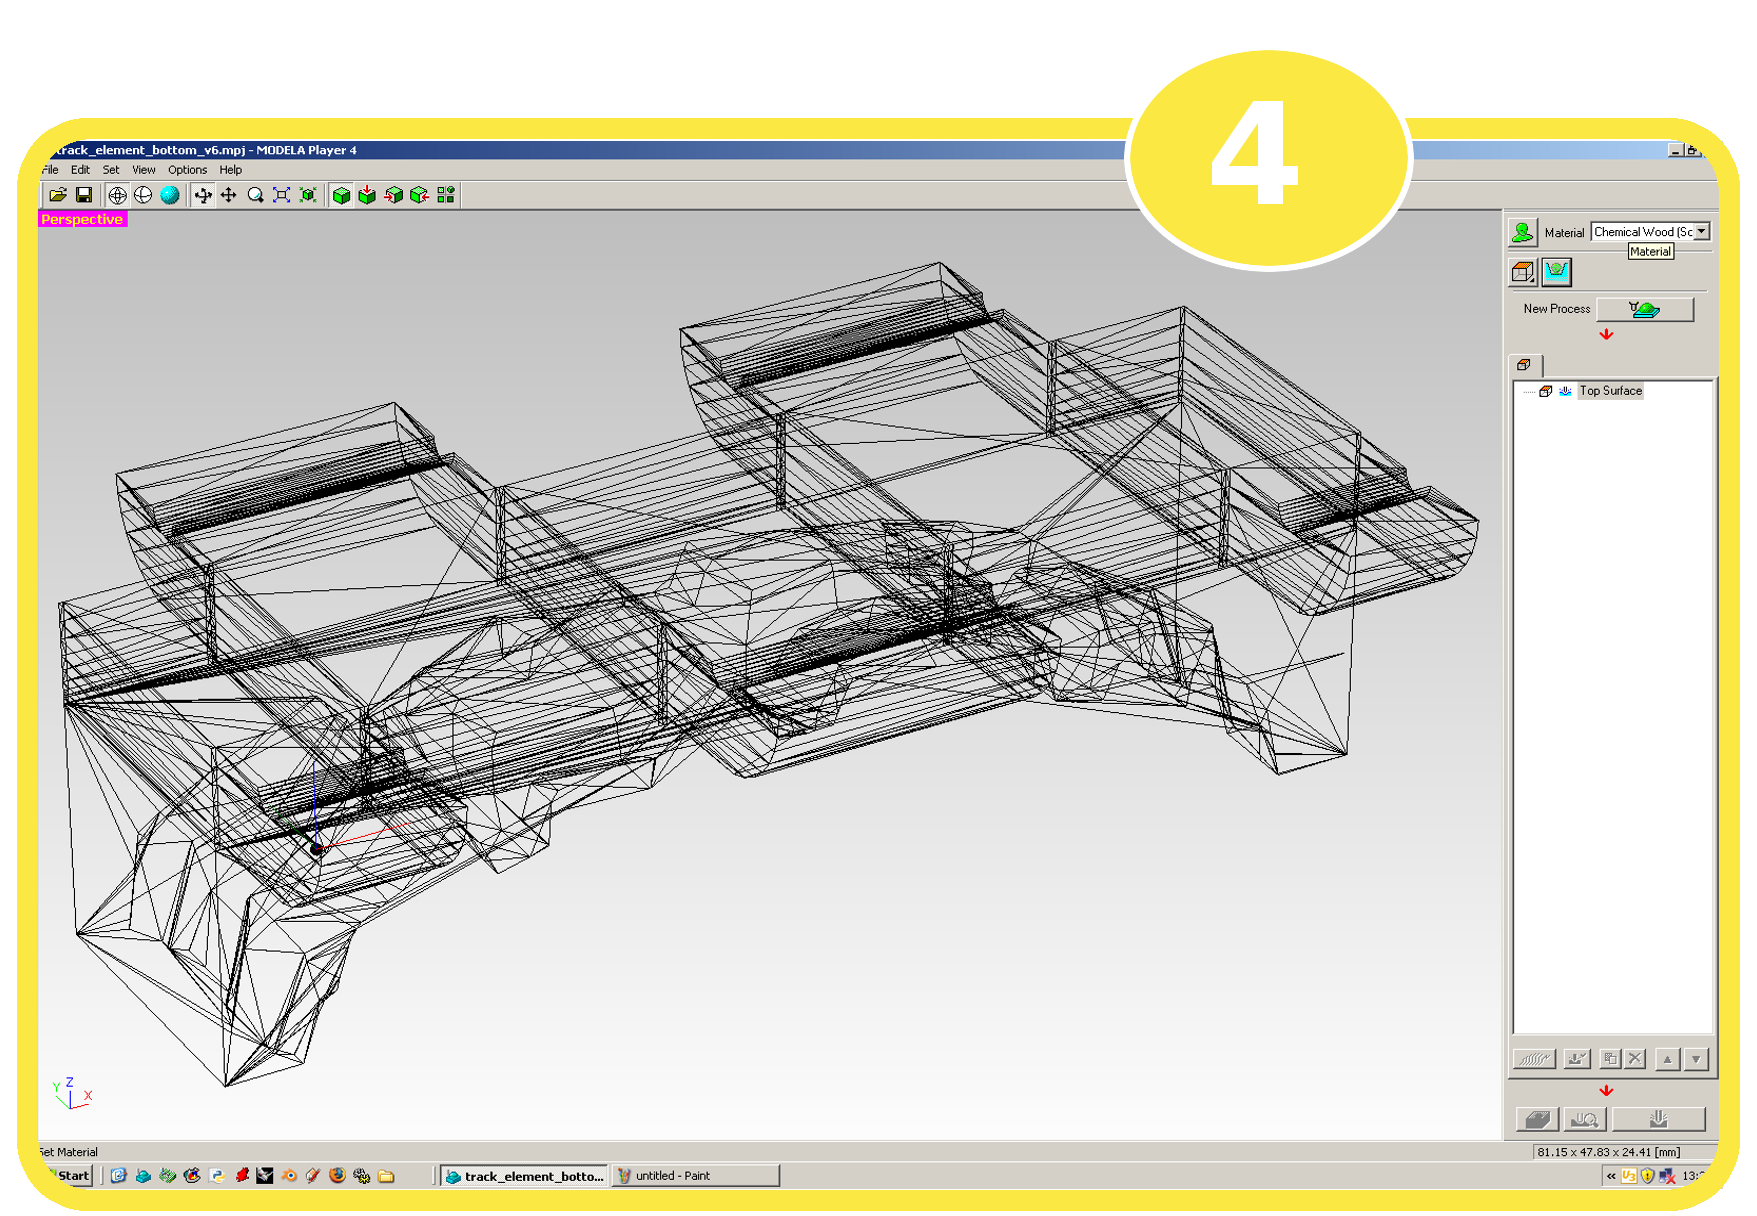 4
track_element_bottom_v6.mpj - MODELA Player 4
File Edit Set View Options Help
Perspective
Material Chemical Wood (Sc
Material
New Process
Top Surface
Z
Y
X
Set Material
81.15 x 47.83 x 24.41 [mm]
Start track_element_botto... untitled - Paint « U3 13: